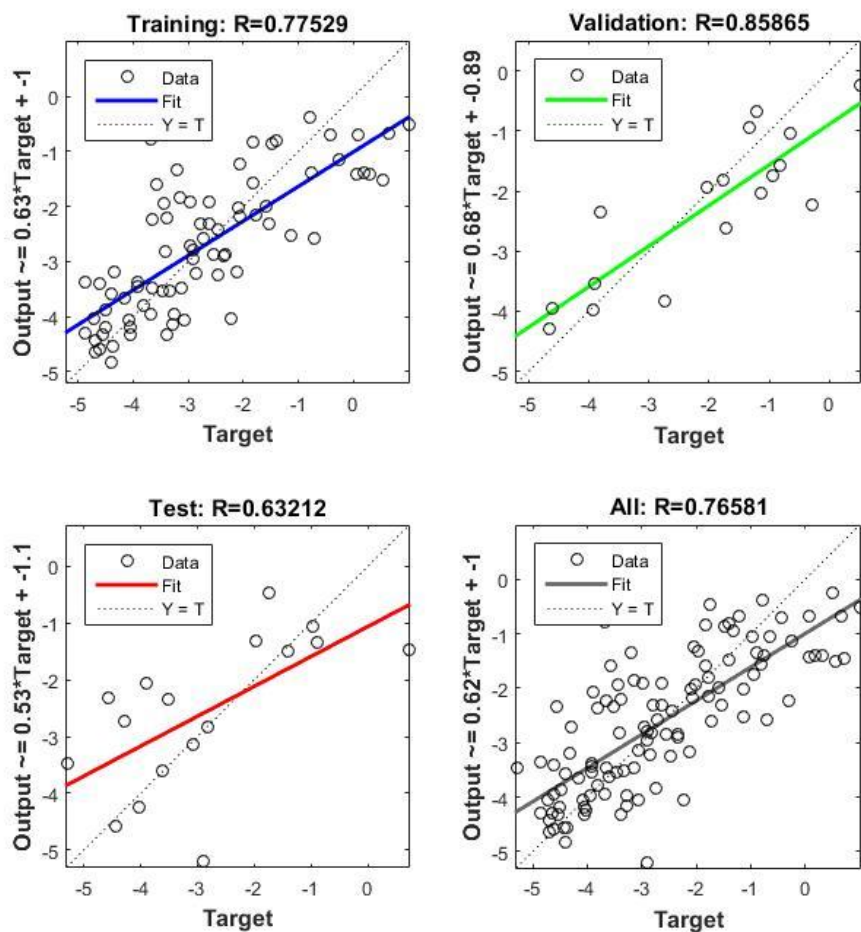 Training: R=0.77529
Output ~= 0.63*Target + -1
0
-1
-2
-3
-4
-5
Data
Fit
Y = T
-5 -4 -3 -2 -1 0
Target
Validation: R=0.85865
Output ~= 0.68*Target + -0.89
0
-1
-2
-3
-4
-5
Data
Fit
Y = T
-5 -4 -3 -2 -1 0
Target
Test: R=0.63212
Output ~= 0.53*Target + -1.1
0
-1
-2
-3
-4
-5
Data
Fit
Y = T
-5 -4 -3 -2 -1 0
Target
All: R=0.76581
Output ~= 0.62*Target + -1
0
-1
-2
-3
-4
-5
Data
Fit
Y = T
-5 -4 -3 -2 -1 0
Target